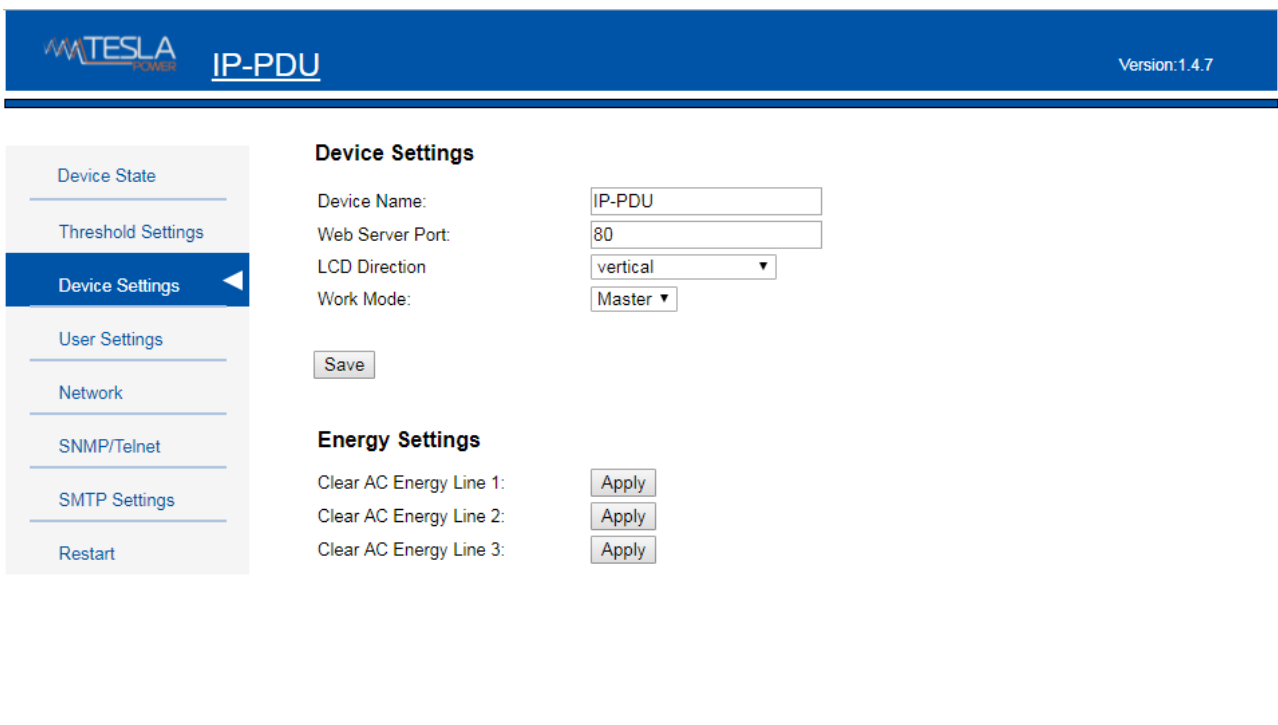 TESLA
POWER
IP-PDU
Version:1.4.7
Device State
Threshold Settings
Device Settings
User Settings
Network
SNMP/Telnet
SMTP Settings
Restart
Device Settings
Device Name: IP-PDU
Web Server Port: 80
LCD Direction vertical
Work Mode: Master
Save
Energy Settings
Clear AC Energy Line 1: Apply
Clear AC Energy Line 2: Apply
Clear AC Energy Line 3: Apply